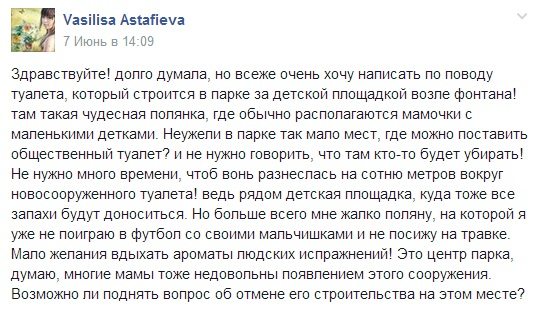 Vasilisa Astafieva
7 Июнь в 14:09
Здравствуйте! долго думала, но всеже очень хочу написать по поводу
туалета, который строится в парке за детской площадкой возле фонтана!
там такая чудесная полянка, где обычно располагаются мамочки с
маленькими детками. Неужели в парке так мало мест, где можно поставить
общественный туалет? и не нужно говорить, что там кто-то будет убирать!
Не нужно много времени, чтоб вонь разнеслась на сотню метров вокруг
новосооруженного туалета! ведь рядом детская площадка, куда тоже все
запахи будут доноситься. Но больше всего мне жалко поляну, на которой я
уже не поиграю в футбол со своими мальчишками и не посижу на травке.
Мало желания вдыхать ароматы людских испражнений! Это центр парка,
думаю, многие мамы тоже недовольны появлением этого сооружения.
Возможно ли поднять вопрос об отмене его строительства на этом месте?